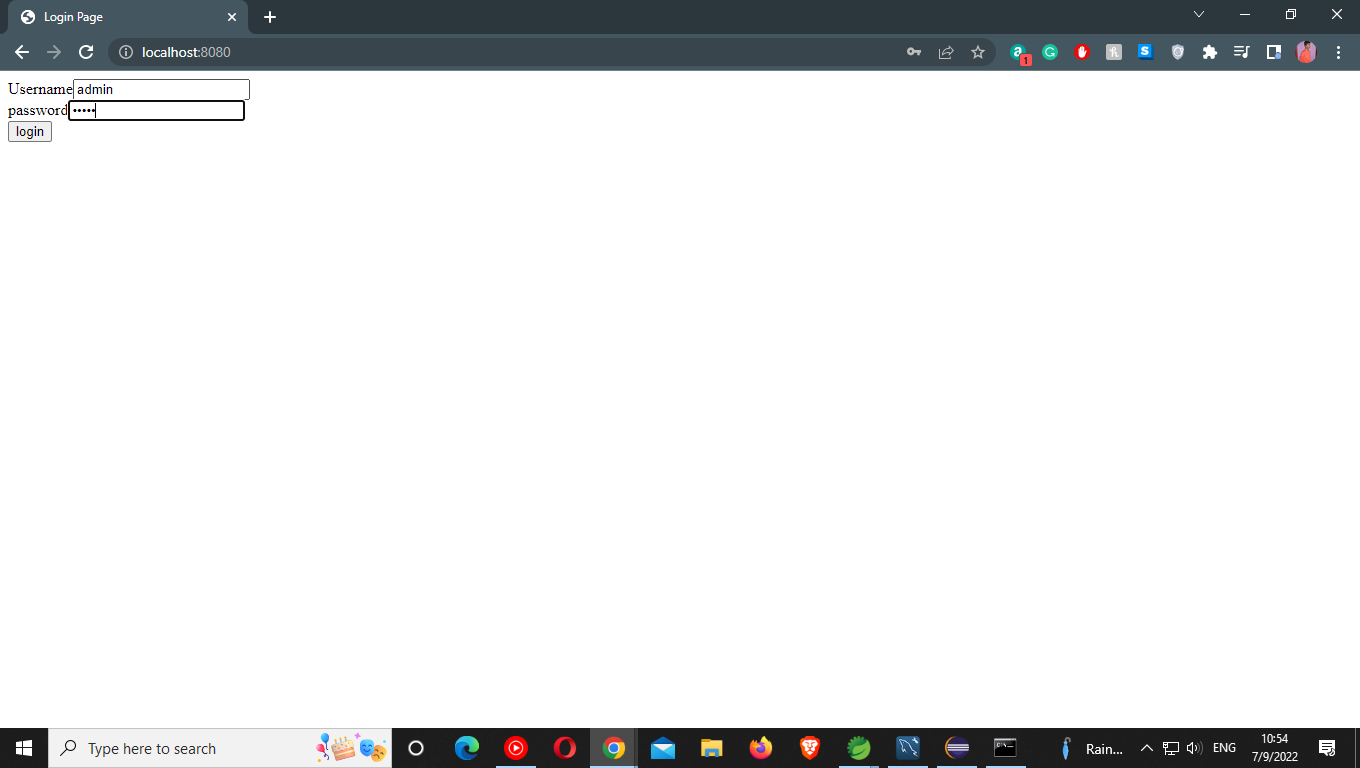 Login Page
localhost:8080
1
Username admin
password •••••
login
Type here to search
Rain...
ENG
10:54
7/9/2022